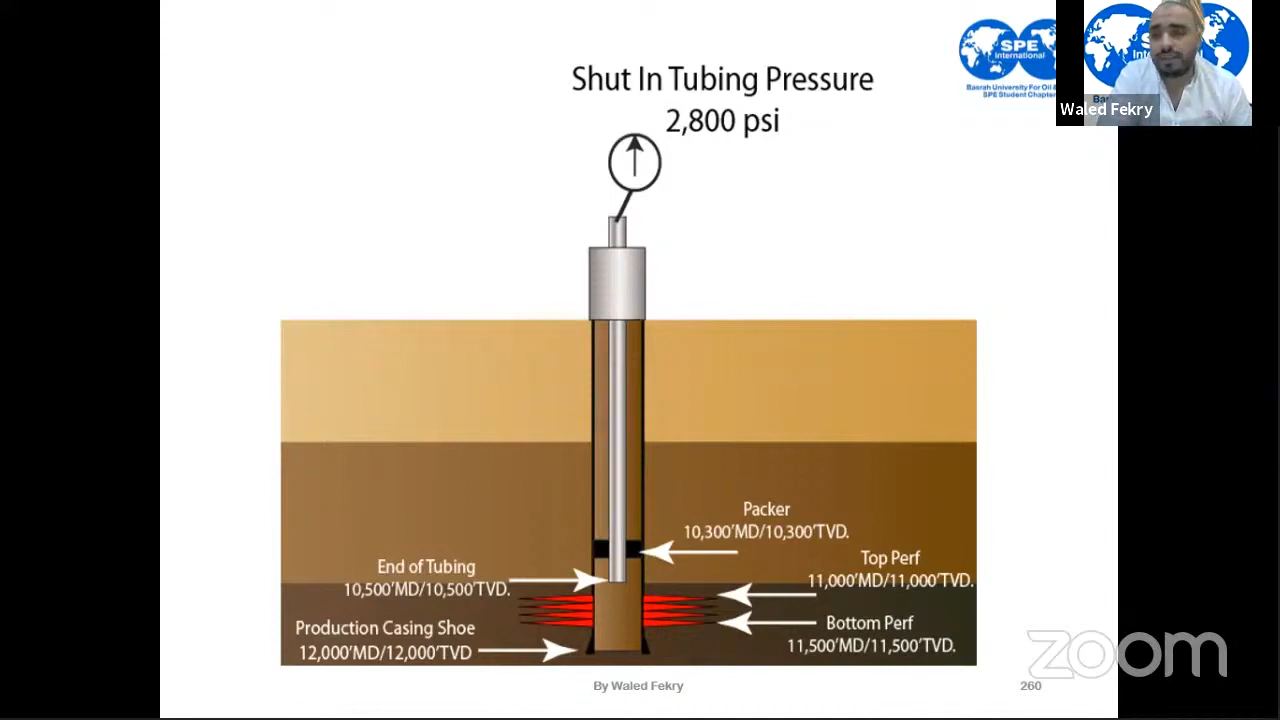 Shut In Tubing Pressure
2,800 psi
SPE
International
Basrah University For Oil &
SPE Student Chapter
Waled Fekry
Packer
10,300'MD/10,300'TVD.
End of Tubing
10,500'MD/10,500'TVD.
Top Perf
11,000'MD/11,000'TVD.
Production Casing Shoe
12,000'MD/12,000'TVD
Bottom Perf
11,500'MD/11,500'TVD.
zoom
By Waled Fekry
260